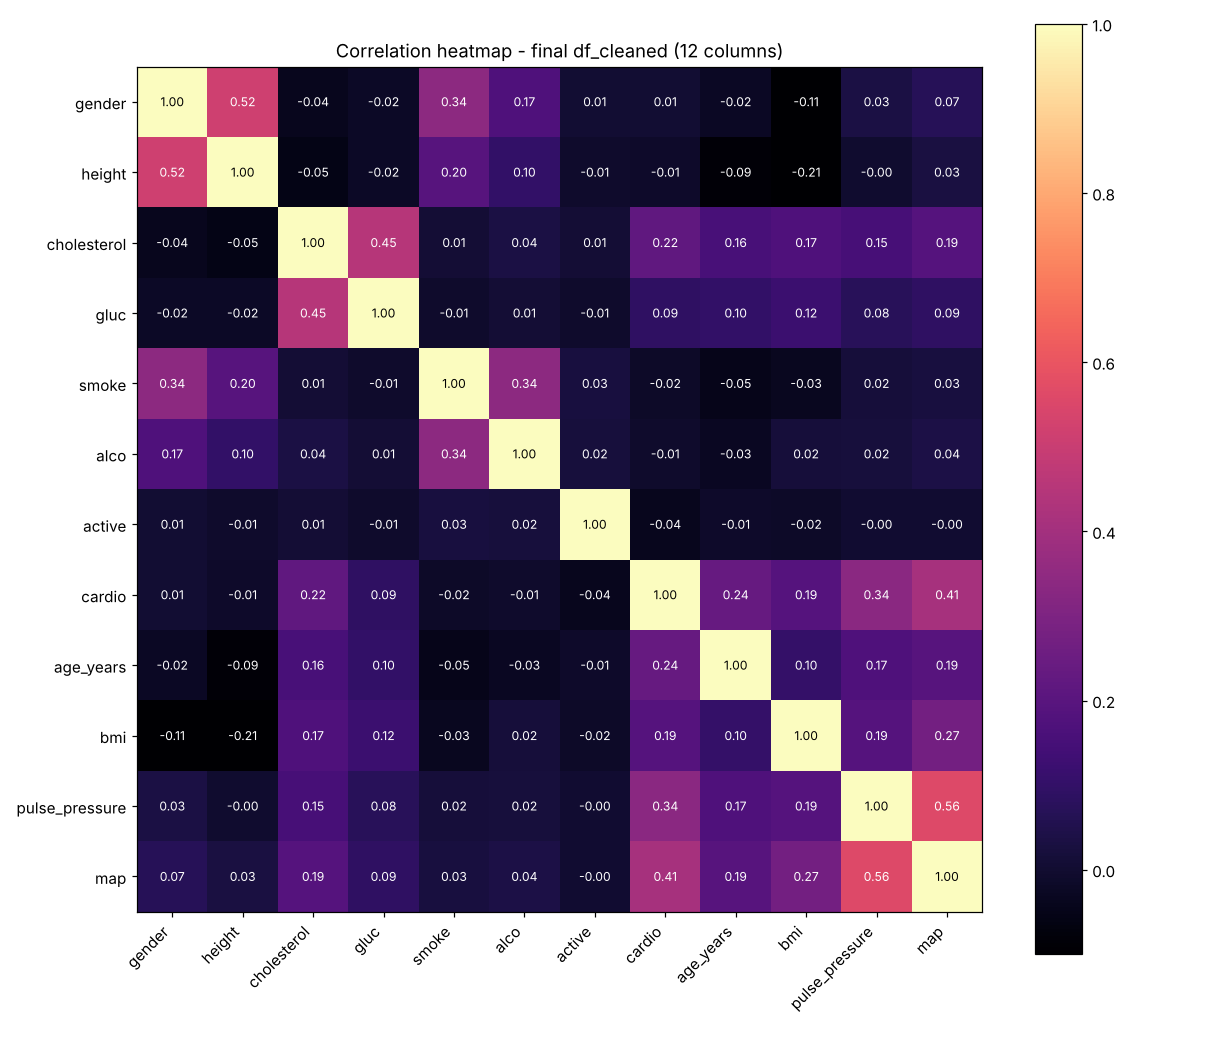 Correlation heatmap - final df_cleaned (12 columns)
gender 1.00 0.52 -0.04 -0.02 0.34 0.17 0.01 0.01 -0.02 -0.11 0.03 0.07
height 0.52 1.00 -0.05 -0.02 0.20 0.10 -0.01 -0.01 -0.09 -0.21 -0.00 0.03
cholesterol -0.04 -0.05 1.00 0.45 0.01 0.04 0.01 0.22 0.16 0.17 0.15 0.19
gluc -0.02 -0.02 0.45 1.00 -0.01 0.01 -0.01 0.09 0.10 0.12 0.08 0.09
smoke 0.34 0.20 0.01 -0.01 1.00 0.34 0.03 -0.02 -0.05 -0.03 0.02 0.03
alco 0.17 0.10 0.04 0.01 0.34 1.00 0.02 -0.01 -0.03 0.02 0.02 0.04
active 0.01 -0.01 0.01 -0.01 0.03 0.02 1.00 -0.04 -0.01 -0.02 -0.00 -0.00
cardio 0.01 -0.01 0.22 0.09 -0.02 -0.01 -0.04 1.00 0.24 0.19 0.34 0.41
age_years -0.02 -0.09 0.16 0.10 -0.05 -0.03 -0.01 0.24 1.00 0.10 0.17 0.19
bmi -0.11 -0.21 0.17 0.12 -0.03 0.02 -0.02 0.19 0.10 1.00 0.19 0.27
pulse_pressure 0.03 -0.00 0.15 0.08 0.02 0.02 -0.00 0.34 0.17 0.19 1.00 0.56
map 0.07 0.03 0.19 0.09 0.03 0.04 -0.00 0.41 0.19 0.27 0.56 1.00
gender height cholesterol gluc smoke alco active cardio age_years bmi pulse_pressure map
1.0
0.8
0.6
0.4
0.2
0.0